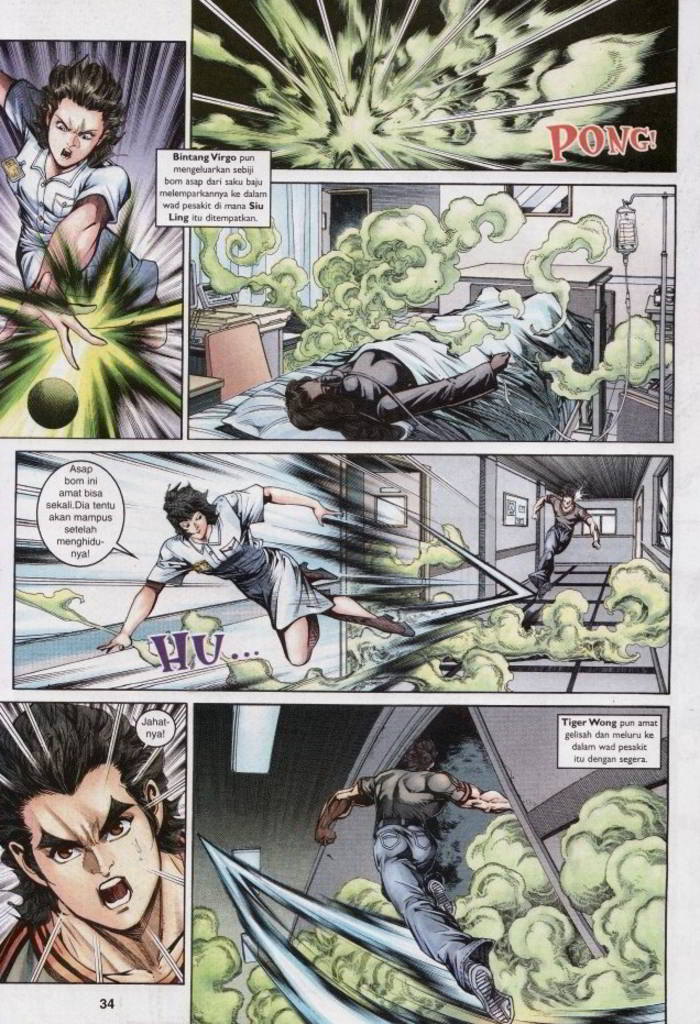 PONG!
Bintang Virgo pun
mengeluarkan sebiji
bom asap dari saku baju
melemparkannya ke dalam
wad pesakit di mana Siu
Ling itu ditempatkan.
Asap
bom ini
amat bisa
sekali.Dia tentu
akan mampus
setelah
menghidu-
nya!
HU...
Jahat-
nya!
Tiger Wong pun amat
gelisah dan meluru ke
dalam wad pesakit
itu dengan segera.
34